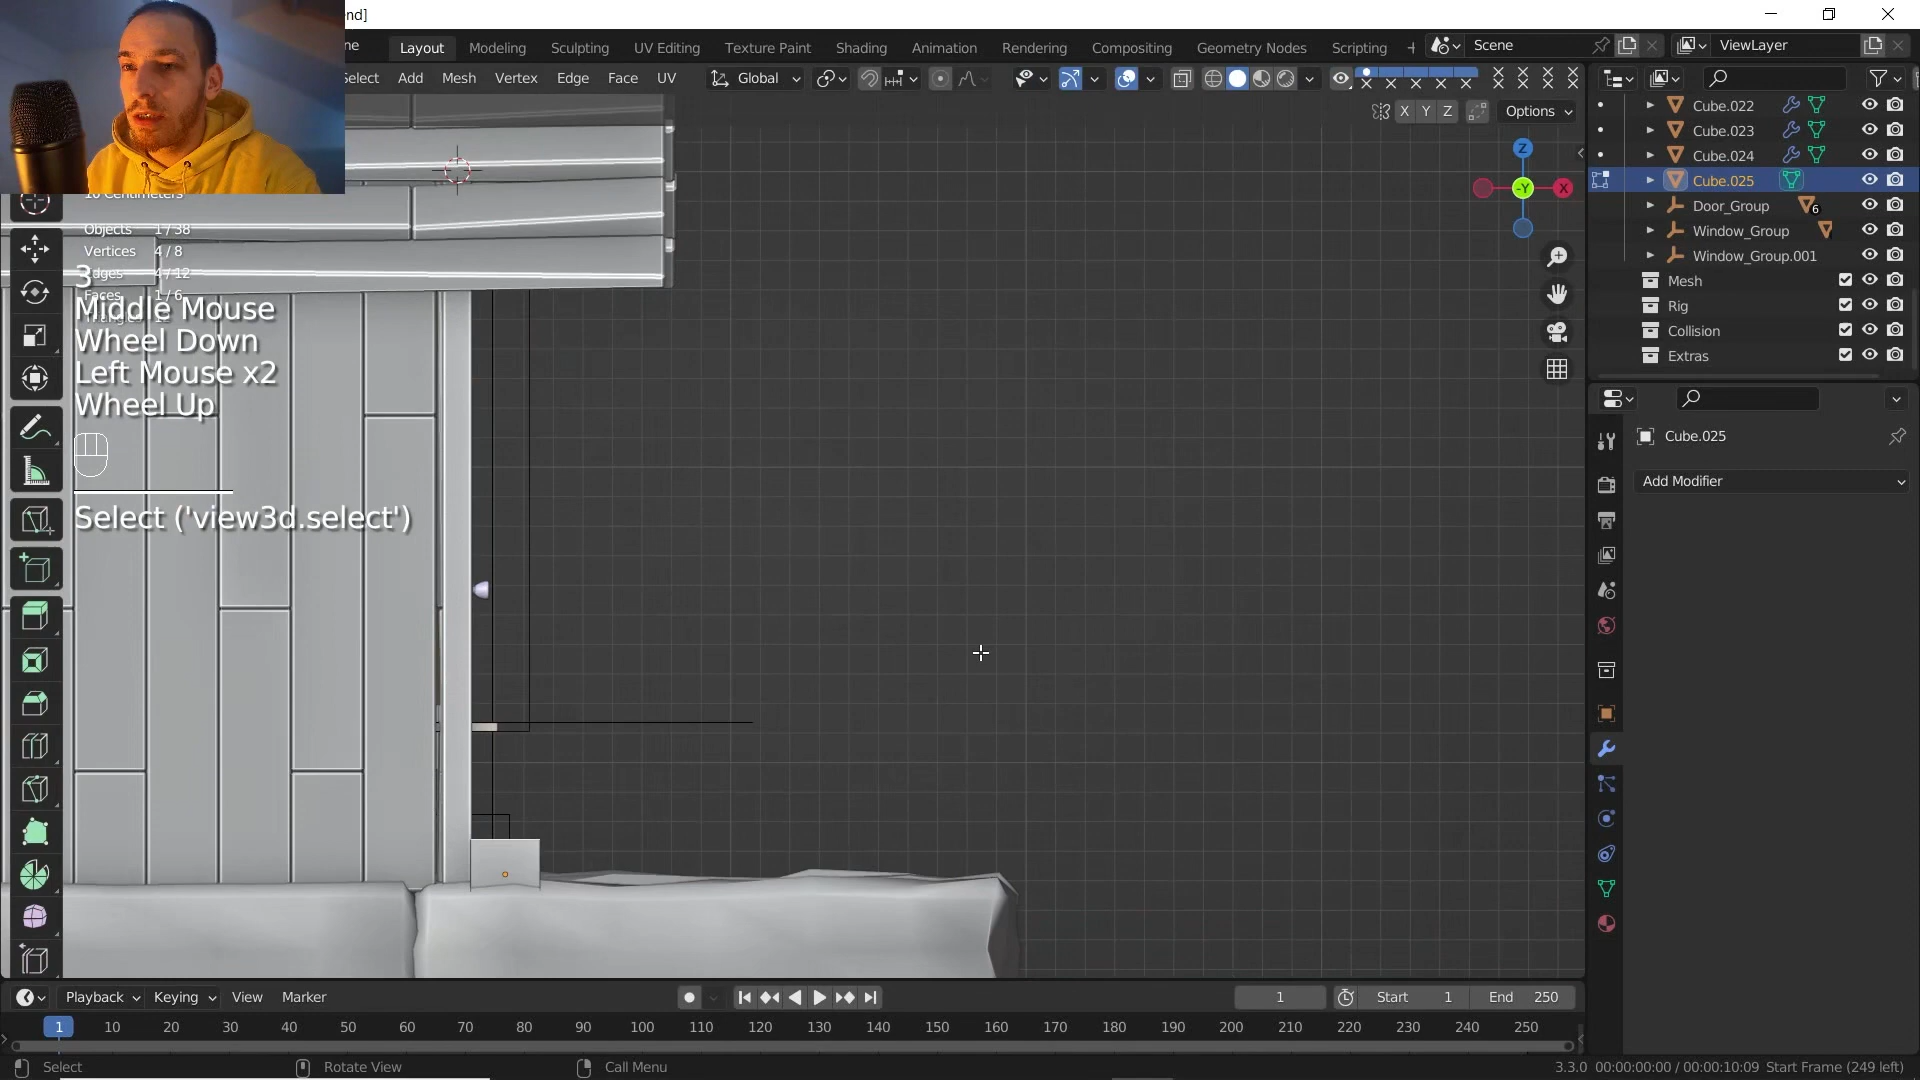 nd]
ne
Layout
Modeling
Sculpting
UV Editing
Texture Paint
Shading
Animation
Rendering
Compositing
Geometry Nodes
Scripting
Scene
ViewLayer
Select
Add
Mesh
Vertex
Edge
Face
UV
Global
X Y Z
Options
Objects 1/38
Vertices 4/8
Edges 4/12
Faces 1/6
3
Middle Mouse
Wheel Down
Left Mouse x2
Wheel Up
Select ('view3d.select')
Z
-Y
X
Cube.022
Cube.023
Cube.024
Cube.025
Door_Group
6
Window_Group
Window_Group.001
Mesh
Rig
Collision
Extras
Cube.025
Add Modifier
Playback
Keying
View
Marker
1
Start 1
End 250
1 10 20 30 40 50 60 70 80 90 100 110 120 130 140 150 160 170 180 190 200 210 220 230 240 250
Select
Rotate View
Call Menu
3.3.0 00:00:00:00 / 00:00:10:09 Start Frame (249 left)